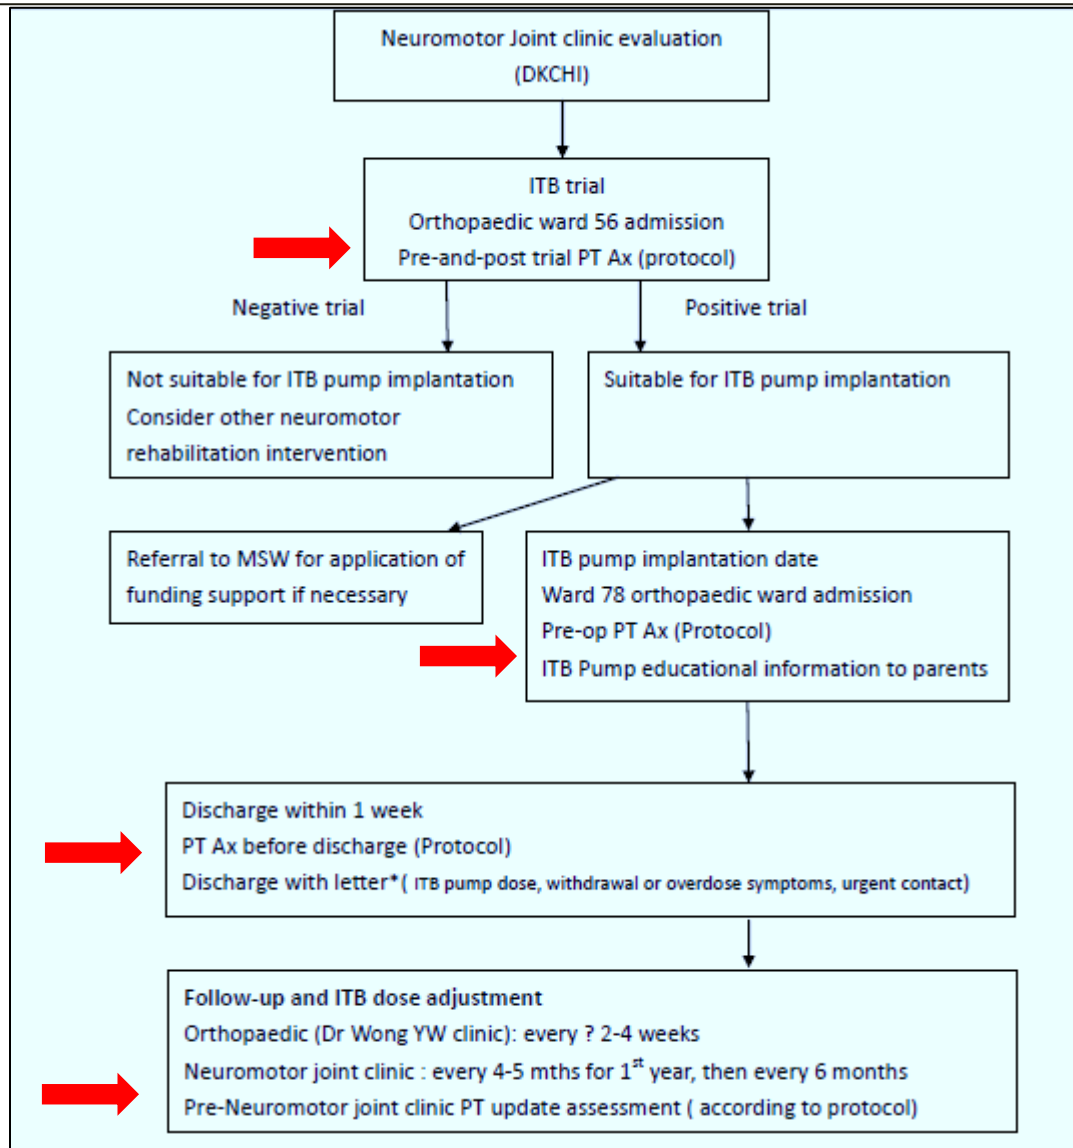 Neuromotor Joint clinic evaluation
(DKCHI)
ITB trial
Orthopaedic ward 56 admission
Pre-and-post trial PT Ax (protocol)
Negative trial
Positive trial
Not suitable for ITB pump implantation
Consider other neuromotor
rehabilitation intervention
Suitable for ITB pump implantation
Referral to MSW for application of
funding support if necessary
ITB pump implantation date
Ward 78 orthopaedic ward admission
Pre-op PT Ax (Protocol)
ITB Pump educational information to parents
Discharge within 1 week
PT Ax before discharge (Protocol)
Discharge with letter*( ITB pump dose, withdrawal or overdose symptoms, urgent contact)
Follow-up and ITB dose adjustment
Orthopaedic (Dr Wong YW clinic): every ? 2-4 weeks
Neuromotor joint clinic : every 4-5 mths for 1st year, then every 6 months
Pre-Neuromotor joint clinic PT update assessment ( according to protocol)